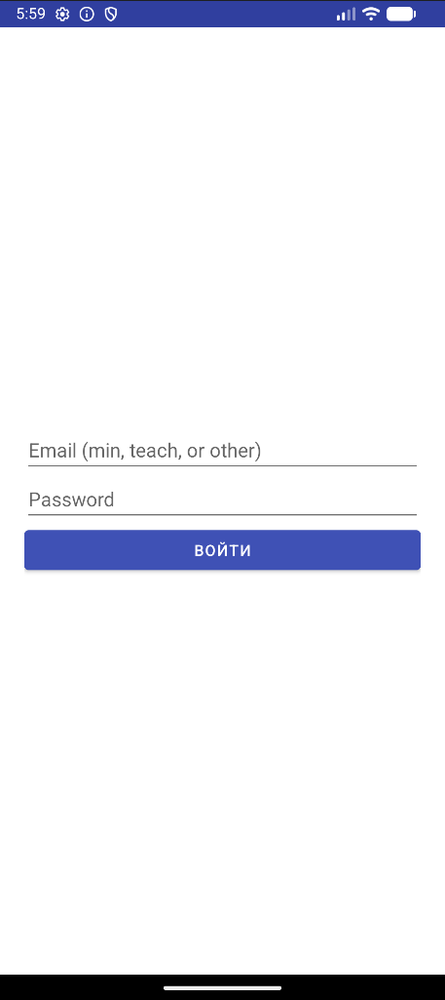 5:59
Email (min, teach, or other)
Password
ВОЙТИ